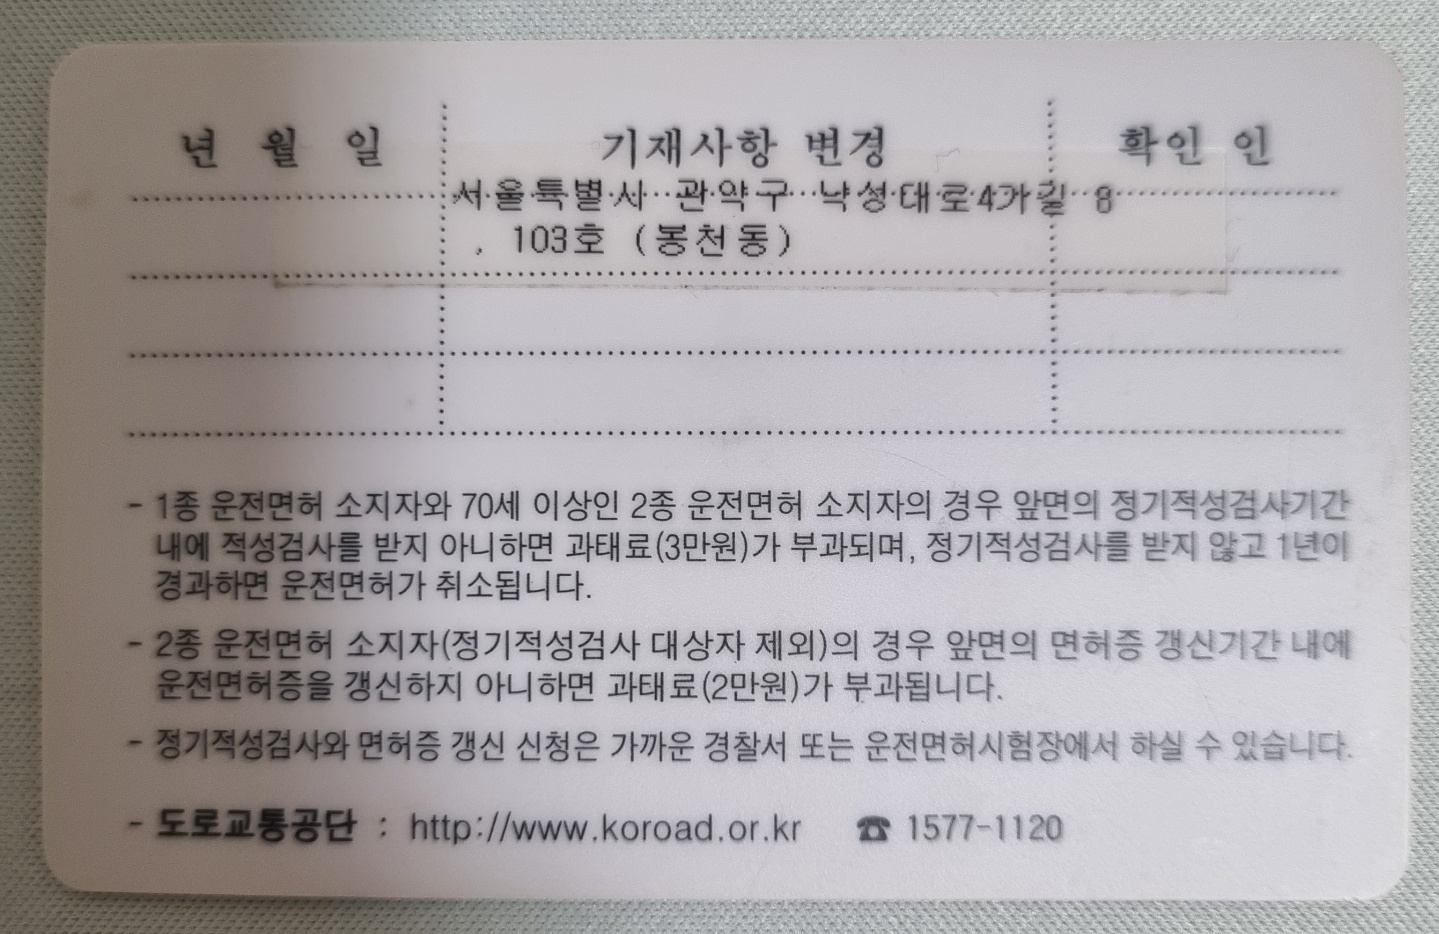 년 월 일 기재사항 변경 확인 인
서울특별시 관악구 낙성대로4가길 8
, 103호 (봉천동)
- 1종 운전면허 소지자와 70세 이상인 2종 운전면허 소지자의 경우 앞면의 정기적성검사기간
내에 적성검사를 받지 아니하면 과태료(3만원)가 부과되며, 정기적성검사를 받지 않고 1년이
경과하면 운전면허가 취소됩니다.
- 2종 운전면허 소지자(정기적성검사 대상자 제외)의 경우 앞면의 면허증 갱신기간 내에
운전면허증을 갱신하지 아니하면 과태료(2만원)가 부과됩니다.
- 정기적성검사와 면허증 갱신 신청은 가까운 경찰서 또는 운전면허시험장에서 하실 수 있습니다.
- 도로교통공단 : http://www.koroad.or.kr ☎ 1577-1120